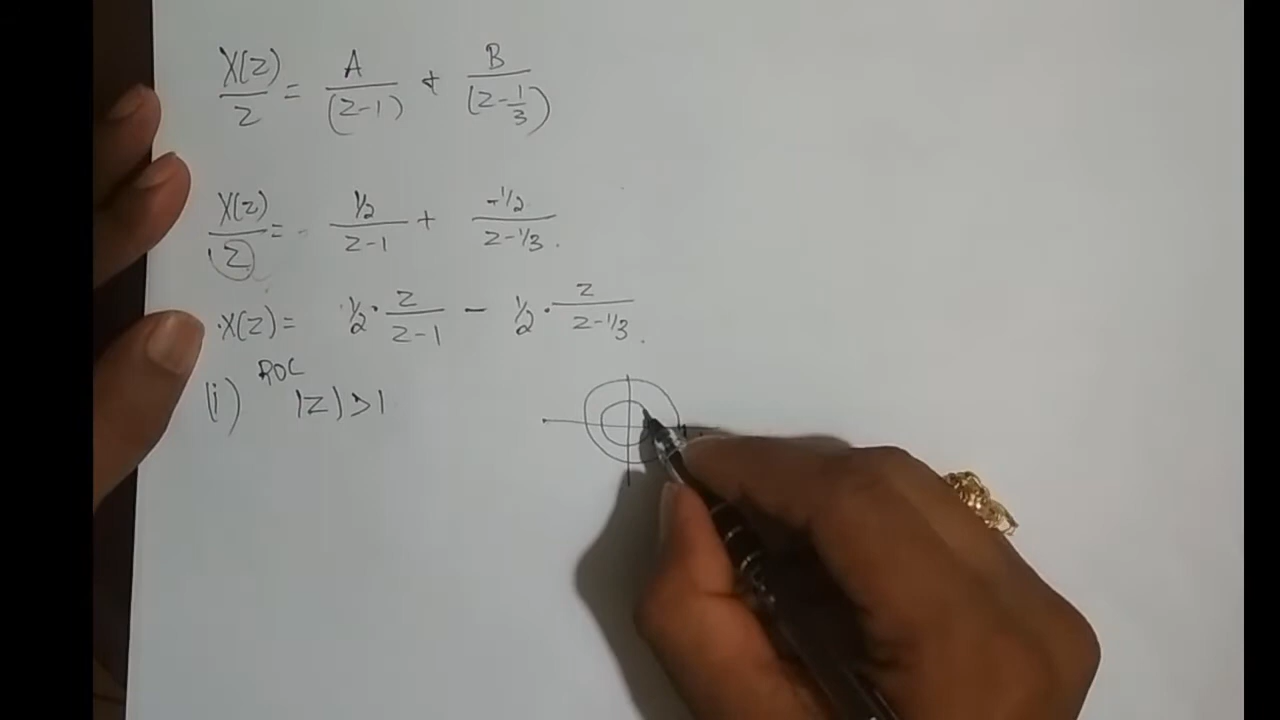 X(z)/z = A/(z-1) + B/(z-1/3)
X(z)/z = 1/2/z-1 + -1/2/z-1/3.
X(z) = 1/2 · z/z-1 - 1/2 · z/z-1/3.
(i) ROC |z|>1